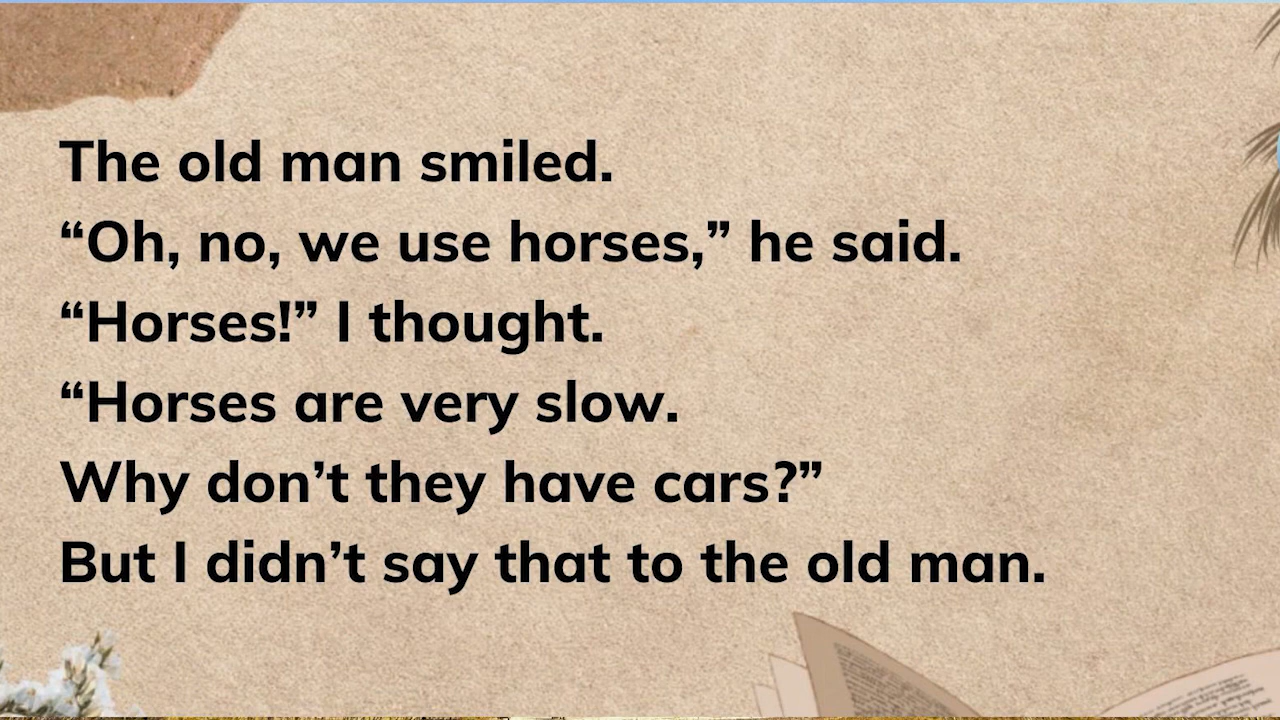 The old man smiled.
“Oh, no, we use horses,” he said.
“Horses!” I thought.
“Horses are very slow.
Why don’t they have cars?”
But I didn’t say that to the old man.